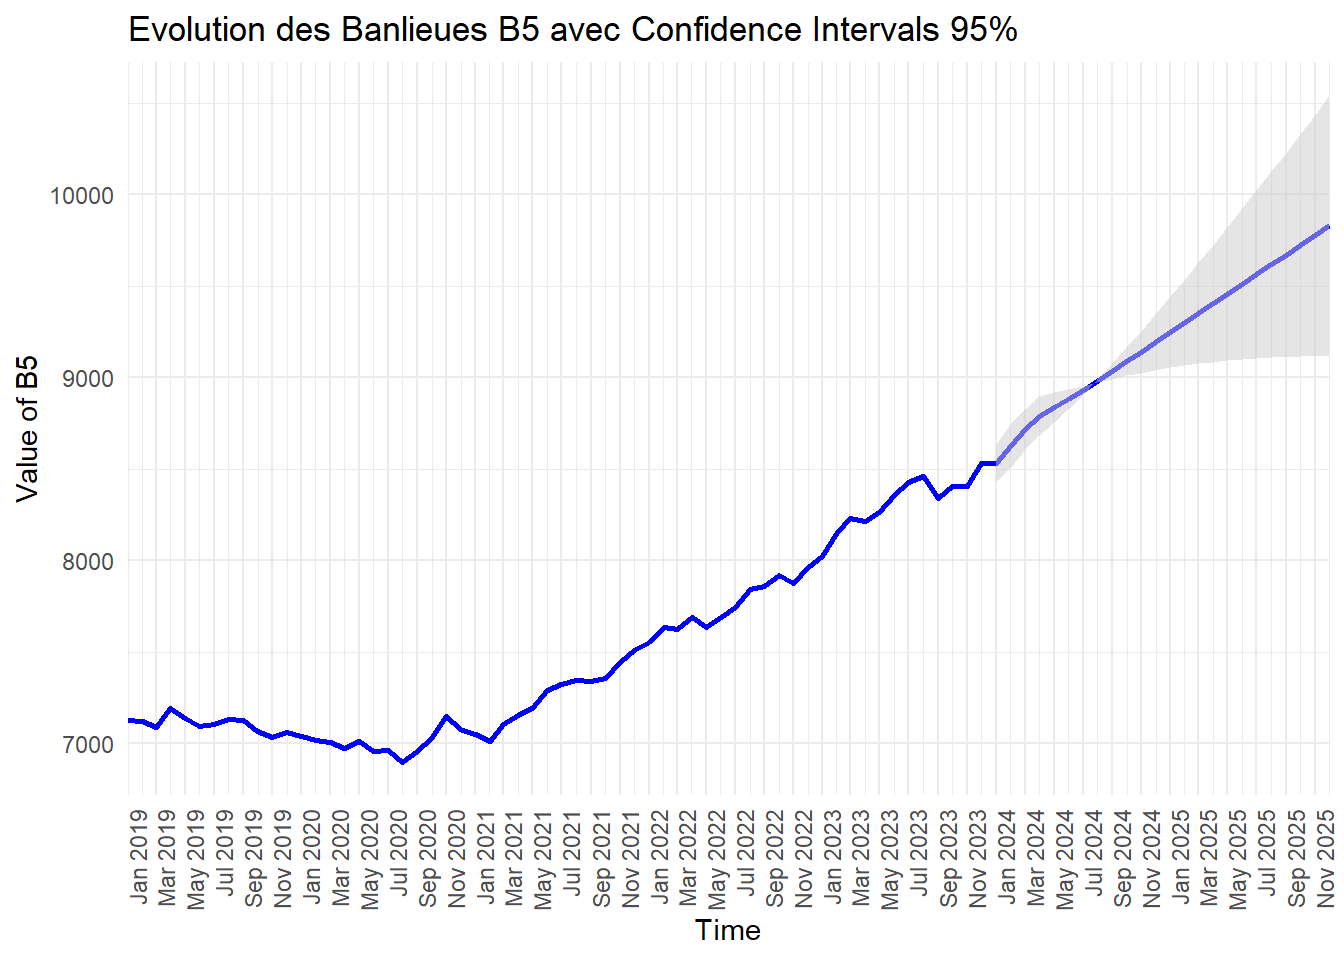 Evolution des Banlieues B5 avec Confidence Intervals 95%
Value of B5
10000
9000
8000
7000
Jan 2019
Mar 2019
May 2019
Jul 2019
Sep 2019
Nov 2019
Jan 2020
Mar 2020
May 2020
Jul 2020
Sep 2020
Nov 2020
Jan 2021
Mar 2021
May 2021
Jul 2021
Sep 2021
Nov 2021
Jan 2022
Mar 2022
May 2022
Jul 2022
Sep 2022
Nov 2022
Jan 2023
Mar 2023
May 2023
Jul 2023
Sep 2023
Nov 2023
Jan 2024
Mar 2024
May 2024
Jul 2024
Sep 2024
Nov 2024
Jan 2025
Mar 2025
May 2025
Jul 2025
Sep 2025
Nov 2025
Time